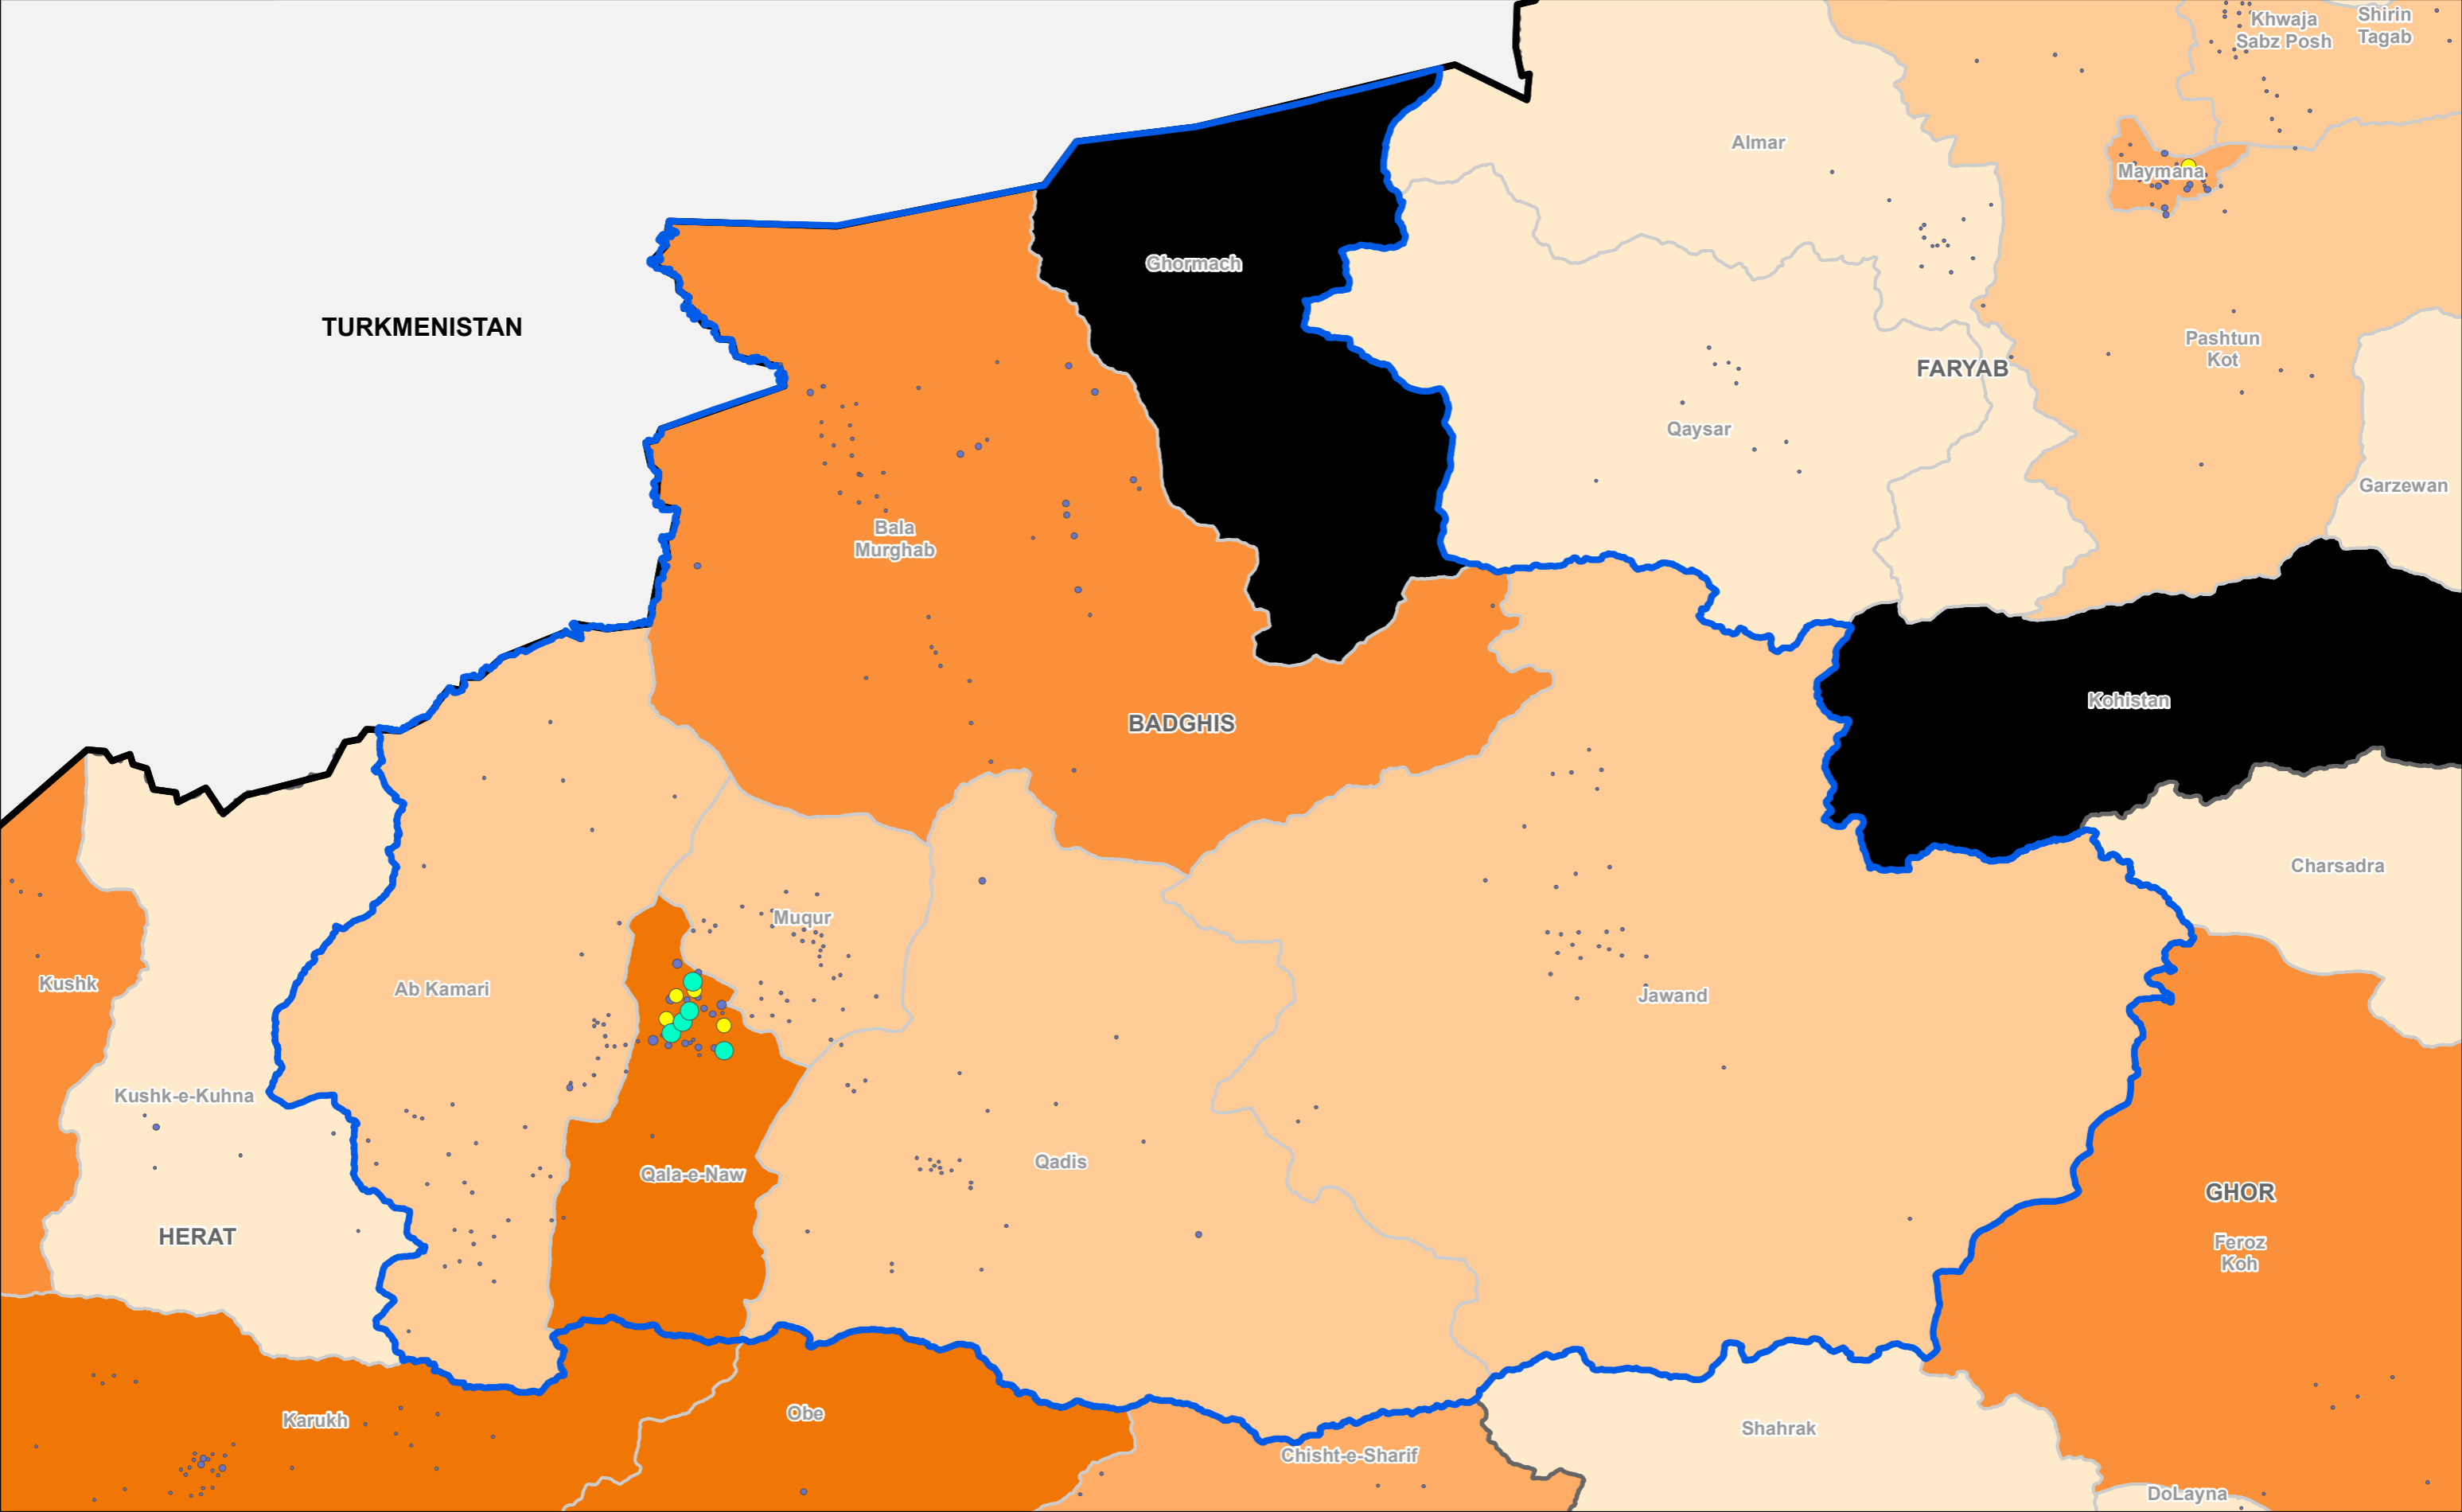 Khwaja
Sabz Posh
Shirin
Tagab
Almar
Maymana
Ghormach
TURKMENISTAN
Pashtun
Kot
FARYAB
Qaysar
Garzewan
Bala
Murghab
Kohistan
BADGHIS
Charsadra
Muqur
Kushk
Ab Kamari
Jawand
Kushk-e-Kuhna
Qadis
Qala-e-Naw
GHOR
HERAT
Feroz
Koh
Obe
Karukh
Shahrak
Chisht-e-Sharif
DoLayna